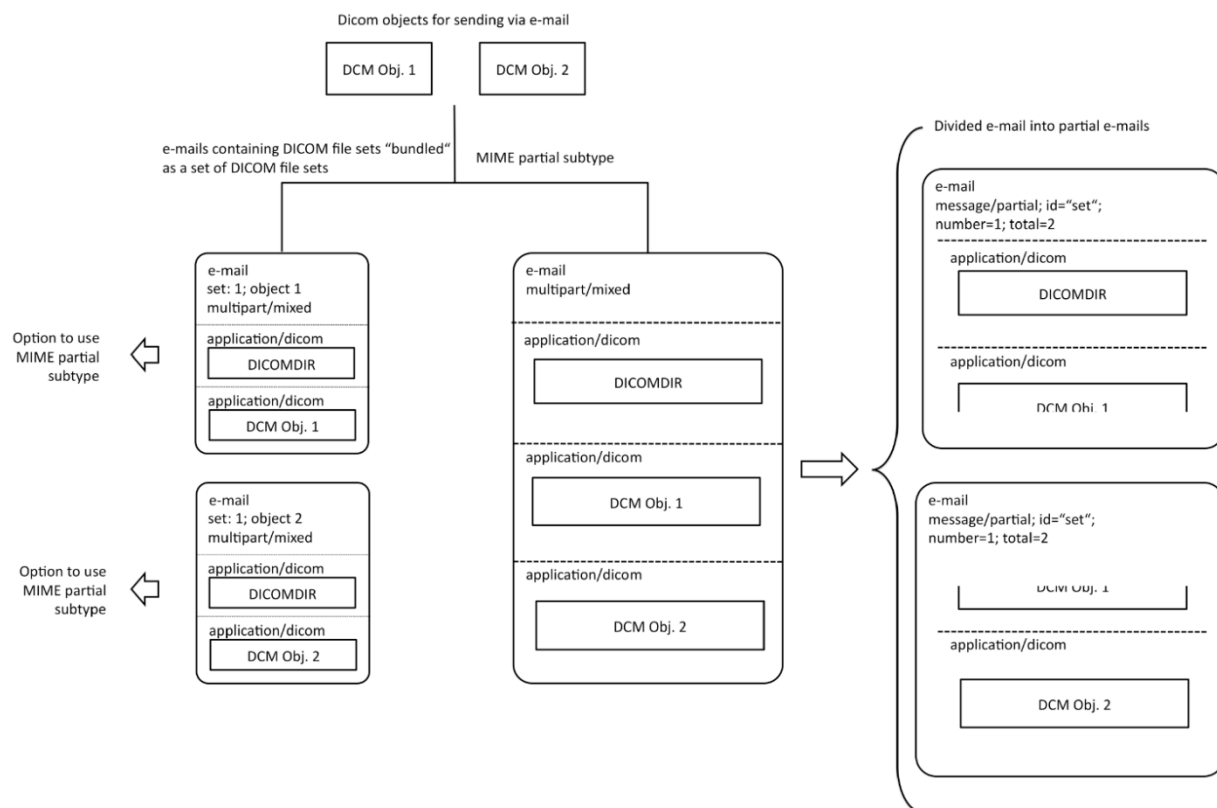 Dicom objects for sending via e-mail
DCM Obj. 1
DCM Obj. 2
e-mails containing DICOM file sets “bundled“
as a set of DICOM file sets
MIME partial subtype
e-mail
set: 1; object 1
multipart/mixed
application/dicom
DICOMDIR
application/dicom
DCM Obj. 1
Option to use
MIME partial
subtype
e-mail
set: 1; object 2
multipart/mixed
application/dicom
DICOMDIR
application/dicom
DCM Obj. 2
Option to use
MIME partial
subtype
e-mail
multipart/mixed
application/dicom
DICOMDIR
application/dicom
DCM Obj. 1
application/dicom
DCM Obj. 2
Divided e-mail into partial e-mails
e-mail
message/partial; id=“set“;
number=1; total=2
application/dicom
DICOMDIR
application/dicom
DCM Obj. 1
e-mail
message/partial; id=“set“;
number=1; total=2
DCM Obj. 1
application/dicom
DCM Obj. 2